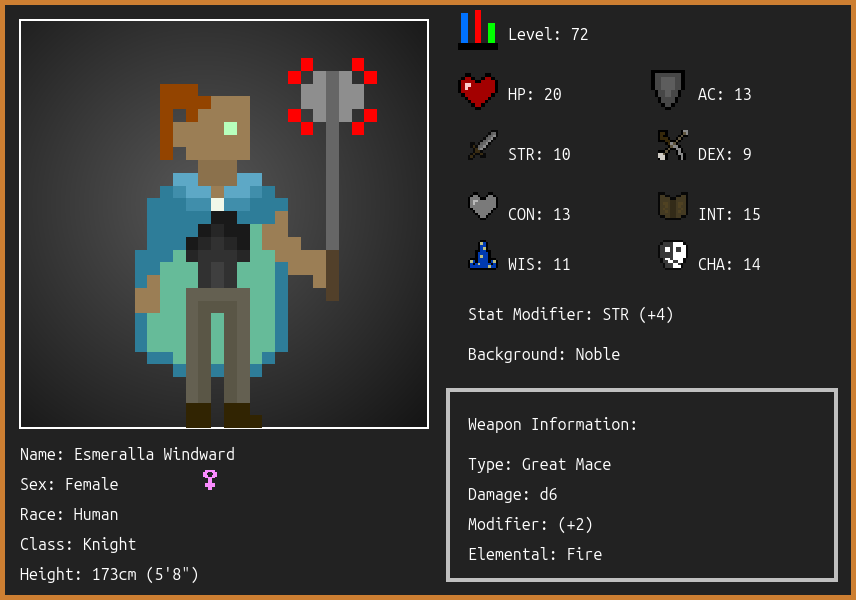 Level: 72
HP: 20
AC: 13
STR: 10
DEX: 9
CON: 13
INT: 15
WIS: 11
CHA: 14
Stat Modifier: STR (+4)
Background: Noble
Weapon Information:
Type: Great Mace
Damage: d6
Modifier: (+2)
Elemental: Fire
Name: Esmeralla Windward
Sex: Female
Race: Human
Class: Knight
Height: 173cm (5'8")